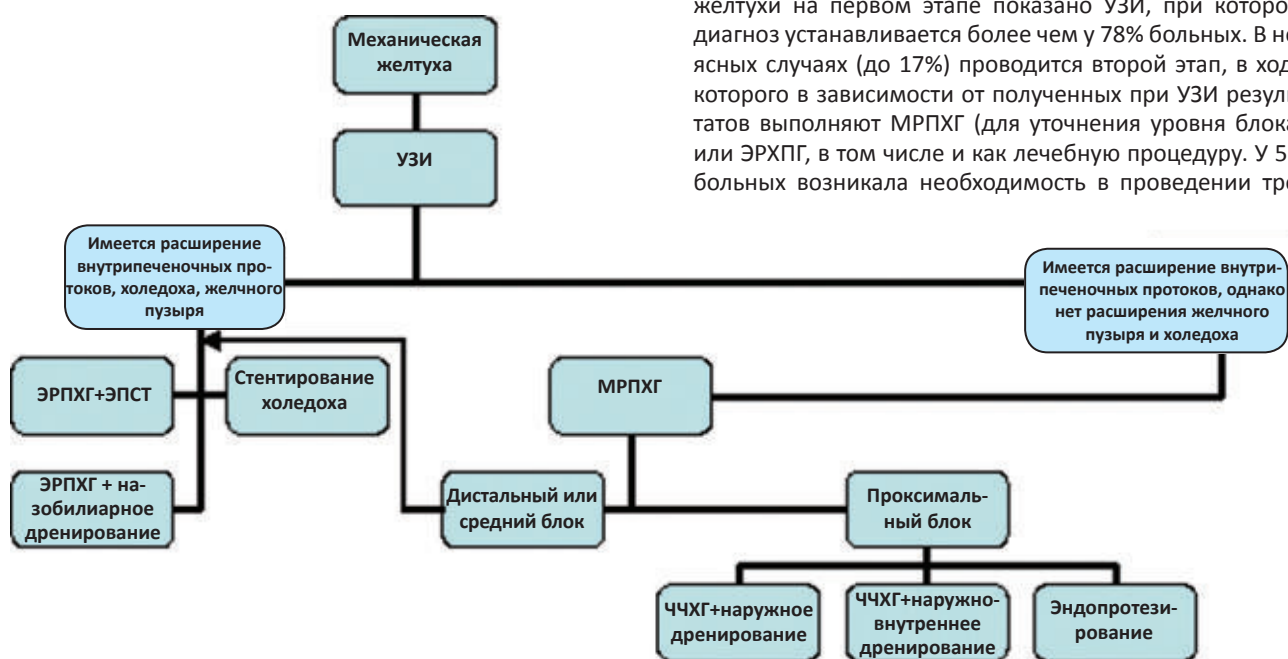 желтухи на первом этапе показано УЗИ, при которо
диагноз устанавливается более чем у 78% больных. В не
ясных случаях (до 17%) проводится второй этап, в ход
которого в зависимости от полученных при УЗИ резуль
татов выполняют МРПХГ (для уточнения уровня блока
или ЭРХПГ, в том числе и как лечебную процедуру. У 5
больных возникала необходимость в проведении тре
Механическая
желтуха
УЗИ
Имеется расширение
внутрипеченочных про-
токов, холедоха, желчного
пузыря
Имеется расширение внутри-
печеночных протоков, однако
нет расширения желчного
пузыря и холедоха
ЭРПХГ+ЭПСТ
Стентирование
холедоха
МРПХГ
ЭРПХГ + на-
зобилиарное
дренирование
Дистальный или
средний блок
Проксималь-
ный блок
ЧЧХГ+наружное
дренирование
ЧЧХГ+наружно-
внутреннее
дренирование
Эндопротези-
рование